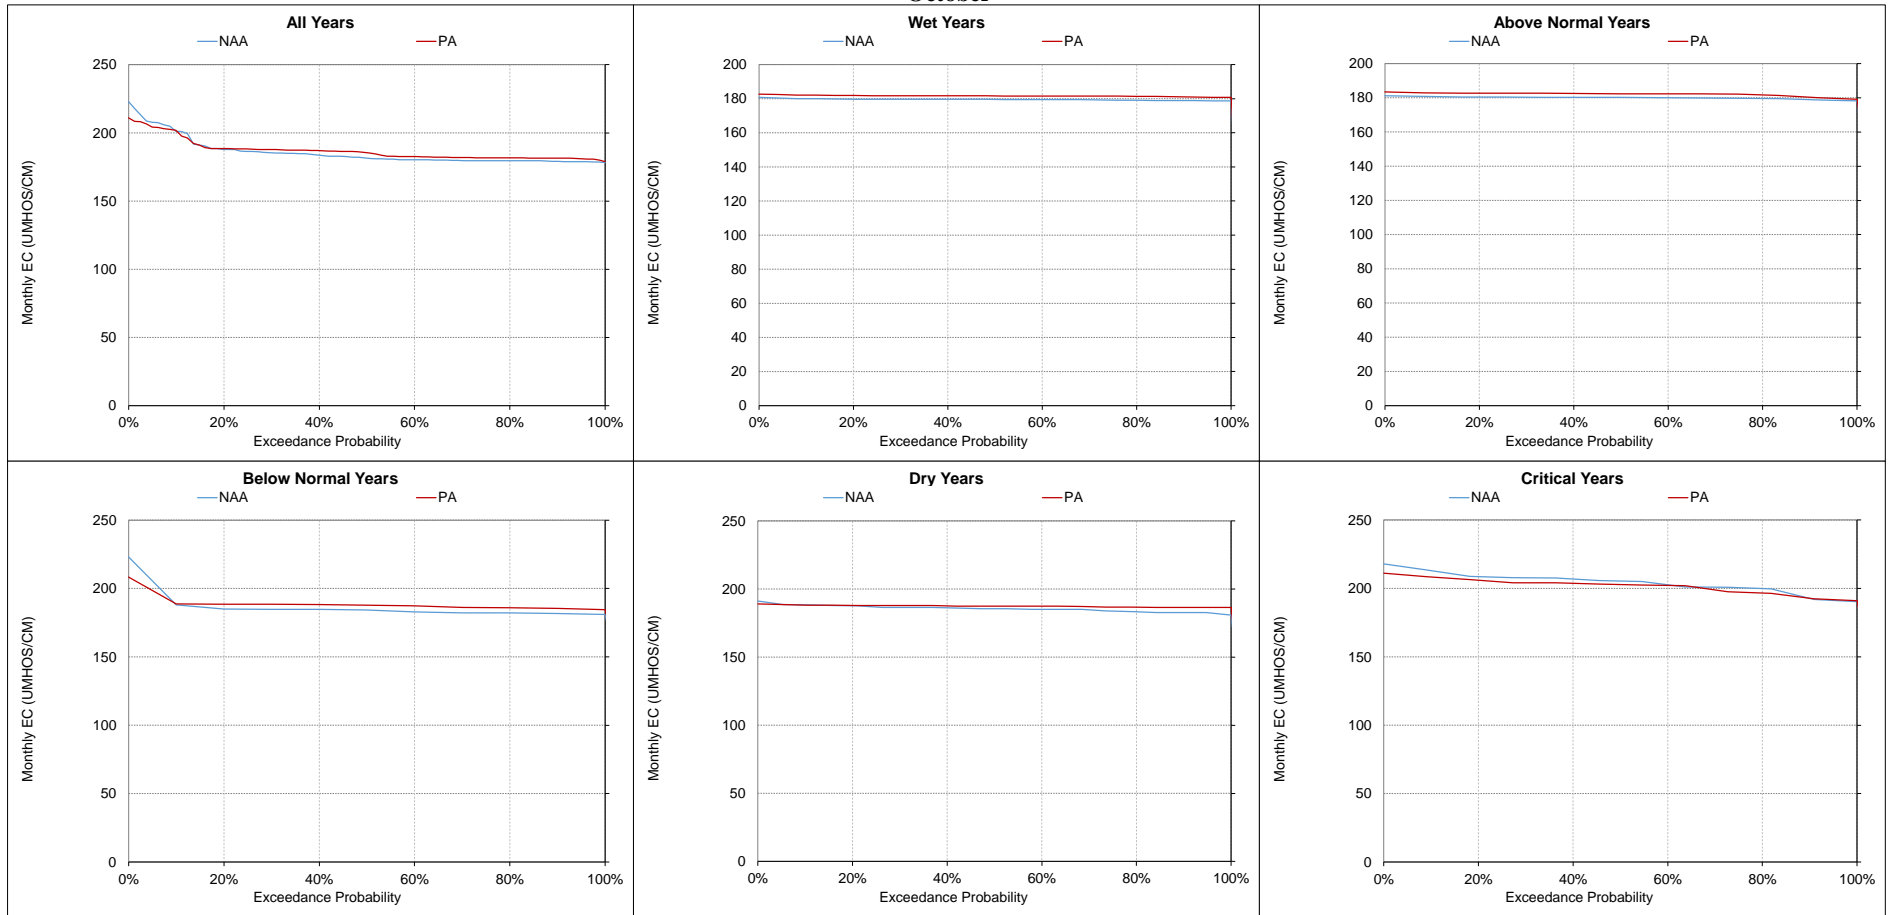 October
All Years
NAA PA
250
200
150
100
50
0
Monthly EC (UMHOS/CM)
0% 20% 40% 60% 80% 100%
Exceedance Probability
Wet Years
NAA PA
200
180
160
140
120
100
80
60
40
20
0
Monthly EC (UMHOS/CM)
0% 20% 40% 60% 80% 100%
Exceedance Probability
Above Normal Years
NAA PA
200
180
160
140
120
100
80
60
40
20
0
Monthly EC (UMHOS/CM)
0% 20% 40% 60% 80% 100%
Exceedance Probability
Below Normal Years
NAA PA
250
200
150
100
50
0
Monthly EC (UMHOS/CM)
0% 20% 40% 60% 80% 100%
Exceedance Probability
Dry Years
NAA PA
250
200
150
100
50
0
Monthly EC (UMHOS/CM)
0% 20% 40% 60% 80% 100%
Exceedance Probability
Critical Years
NAA PA
250
200
150
100
50
0
Monthly EC (UMHOS/CM)
0% 20% 40% 60% 80% 100%
Exceedance Probability